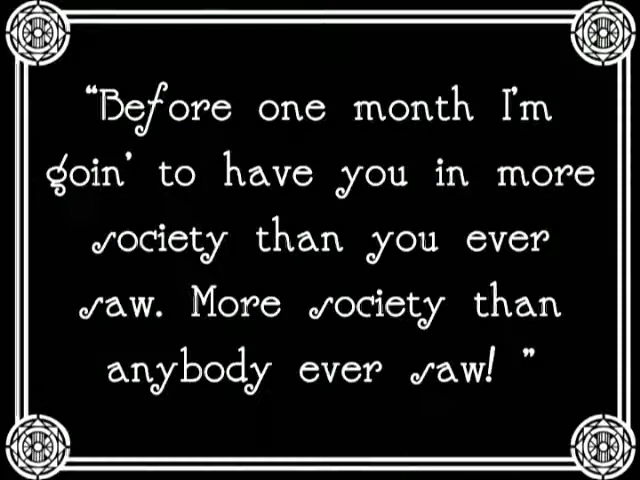 “Before one month I'm
goin' to have you in more
society than you ever
saw. More society than
anybody ever saw! ”